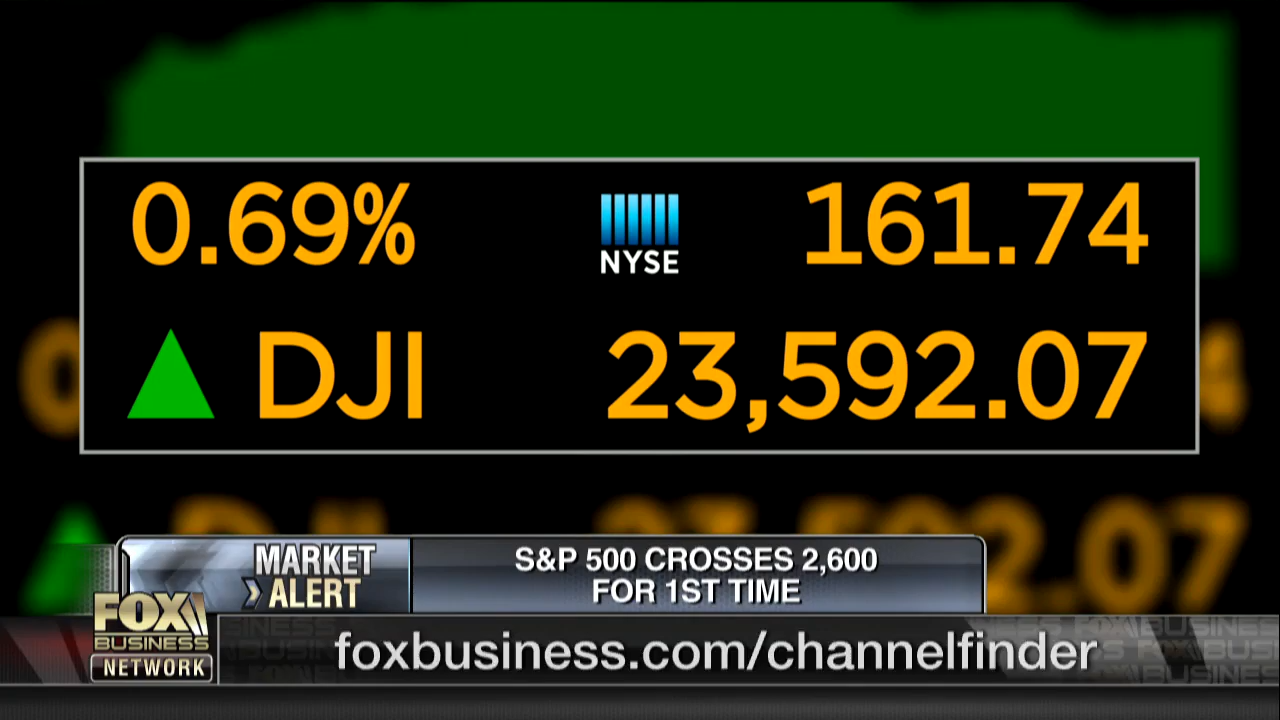 0.69%
NYSE
161.74
DJI
23,592.07
MARKET
ALERT
S&P 500 CROSSES 2,600
FOR 1ST TIME
FOX
BUSINESS
NETWORK
foxbusiness.com/channelfinder